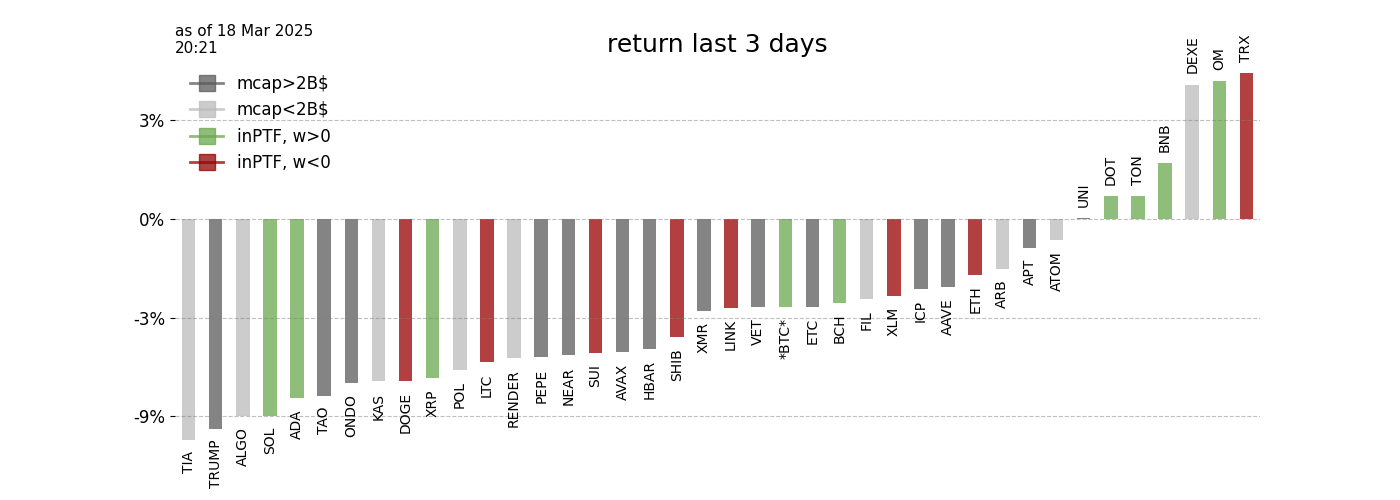 as of 18 Mar 2025
20:21
return last 3 days
mcap>2B$
mcap<2B$
inPTF, w>0
inPTF, w<0
3%
0%
-3%
-9%
TIA
TRUMP
ALGO
SOL
ADA
TAO
ONDO
KAS
DOGE
XRP
POL
LTC
RENDER
PEPE
NEAR
SUI
AVAX
HBAR
SHIB
XMR
LINK
VET
*BTC*
ETC
BCH
FIL
XLM
ICP
AAVE
ETH
ARB
APT
ATOM
UNI
DOT
TON
BNB
DEXE
OM
TRX